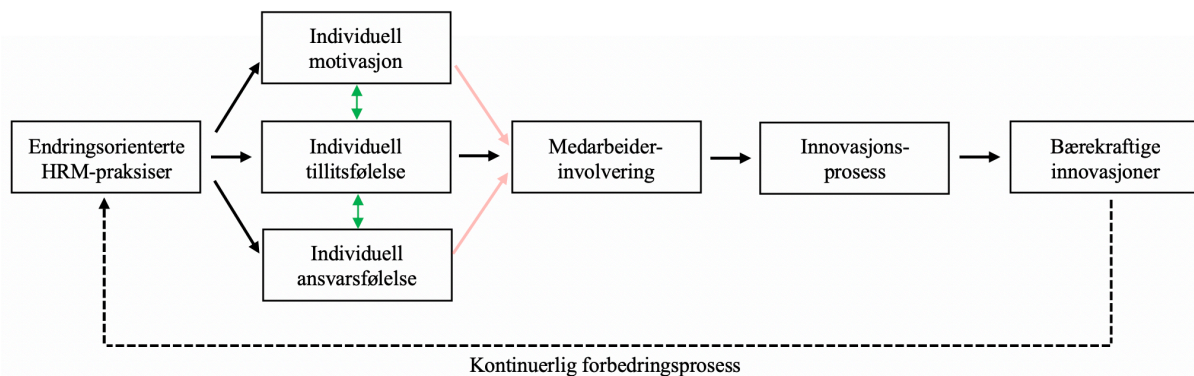 Individuell
motivasjon
Endringsorienterte
HRM-praksiser
Individuell
tillitsfølelse
Medarbeider-
involvering
Innovasjons-
prosess
Bærekraftige
innovasjoner
Individuell
ansvarsfølelse
Kontinuerlig forbedringsprosess